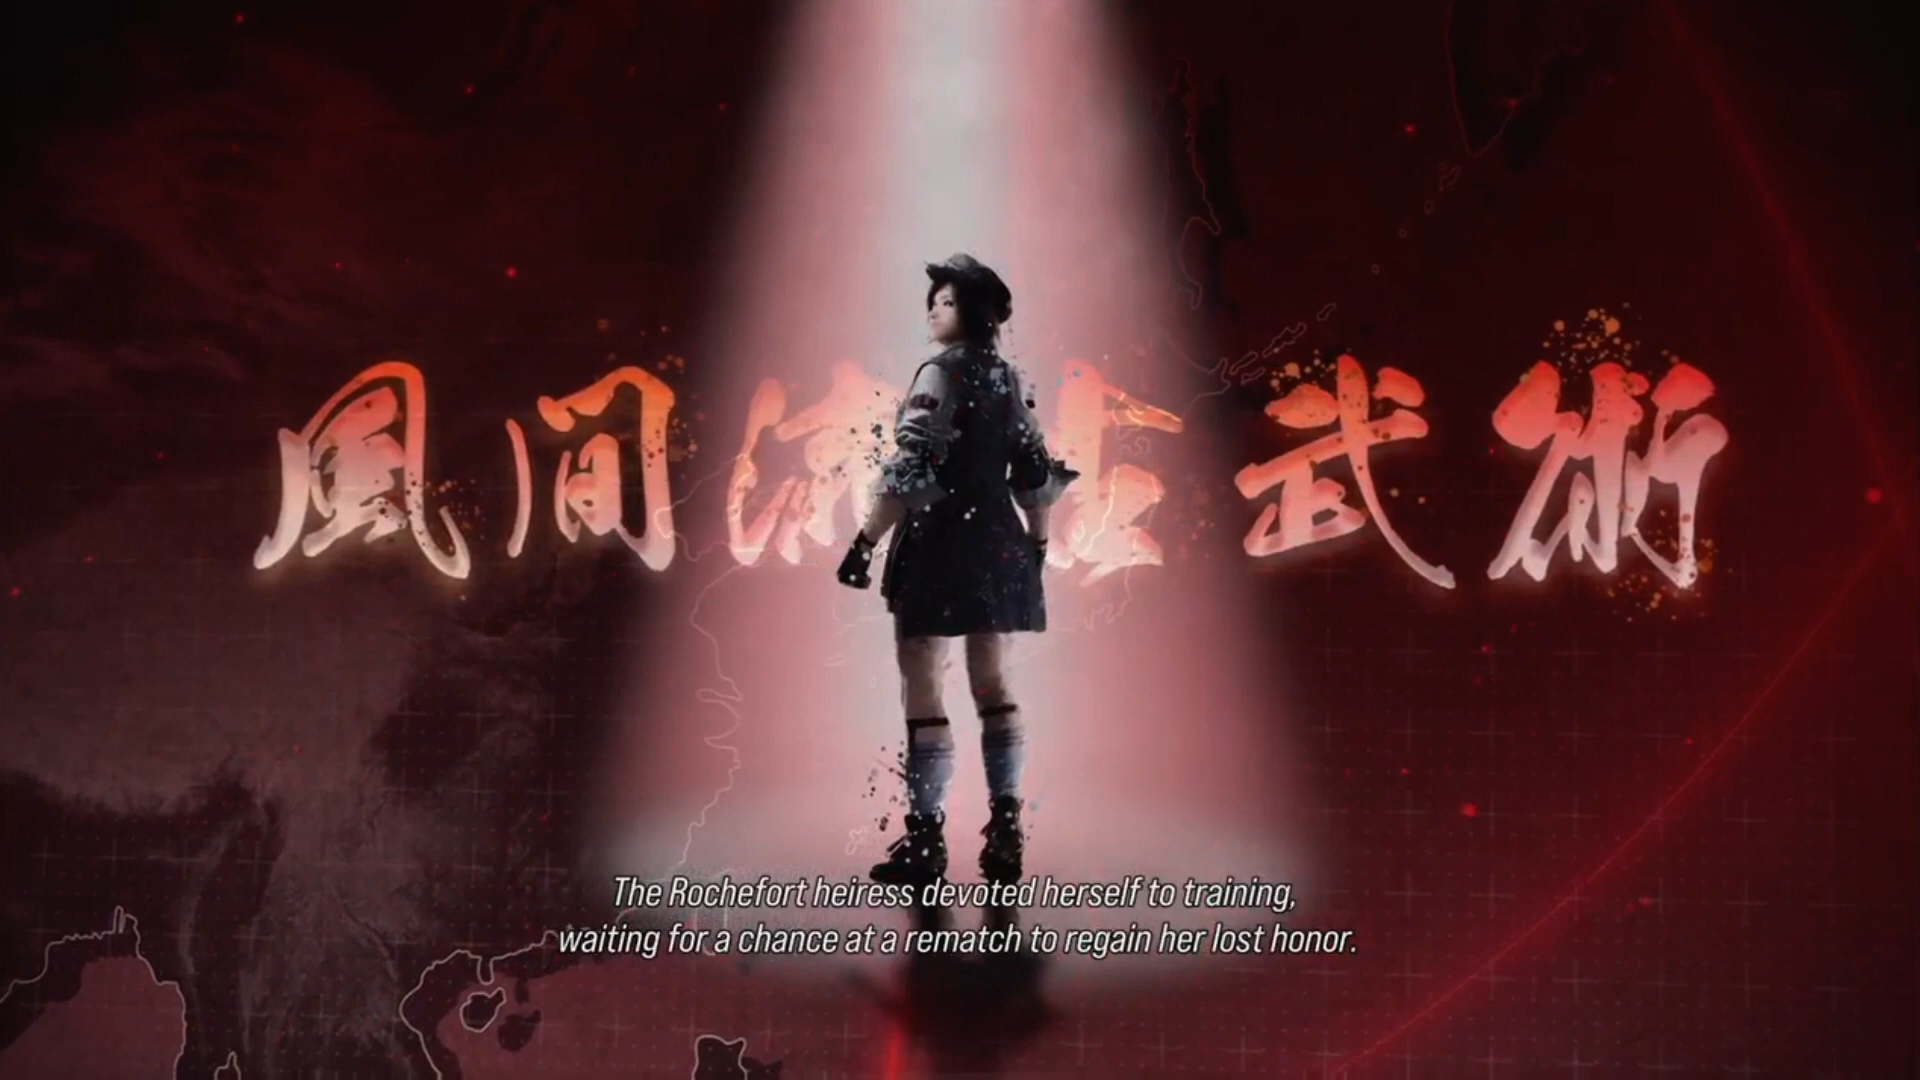 風間流古武術
The Rochefort heiress devoted herself to training,
waiting for a chance at a rematch to regain her lost honor.